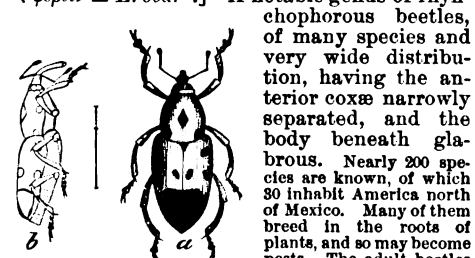 chophorous beetles,
of many species and
very wide distribu-
tion, having the an-
terior coxæ narrowly
separated, and the
body beneath gla-
brous. Nearly 200 spe-
cies are known, of which
30 inhabit America north
of Mexico. Many of them
breed in the roots of
plants, and so may become
b
a